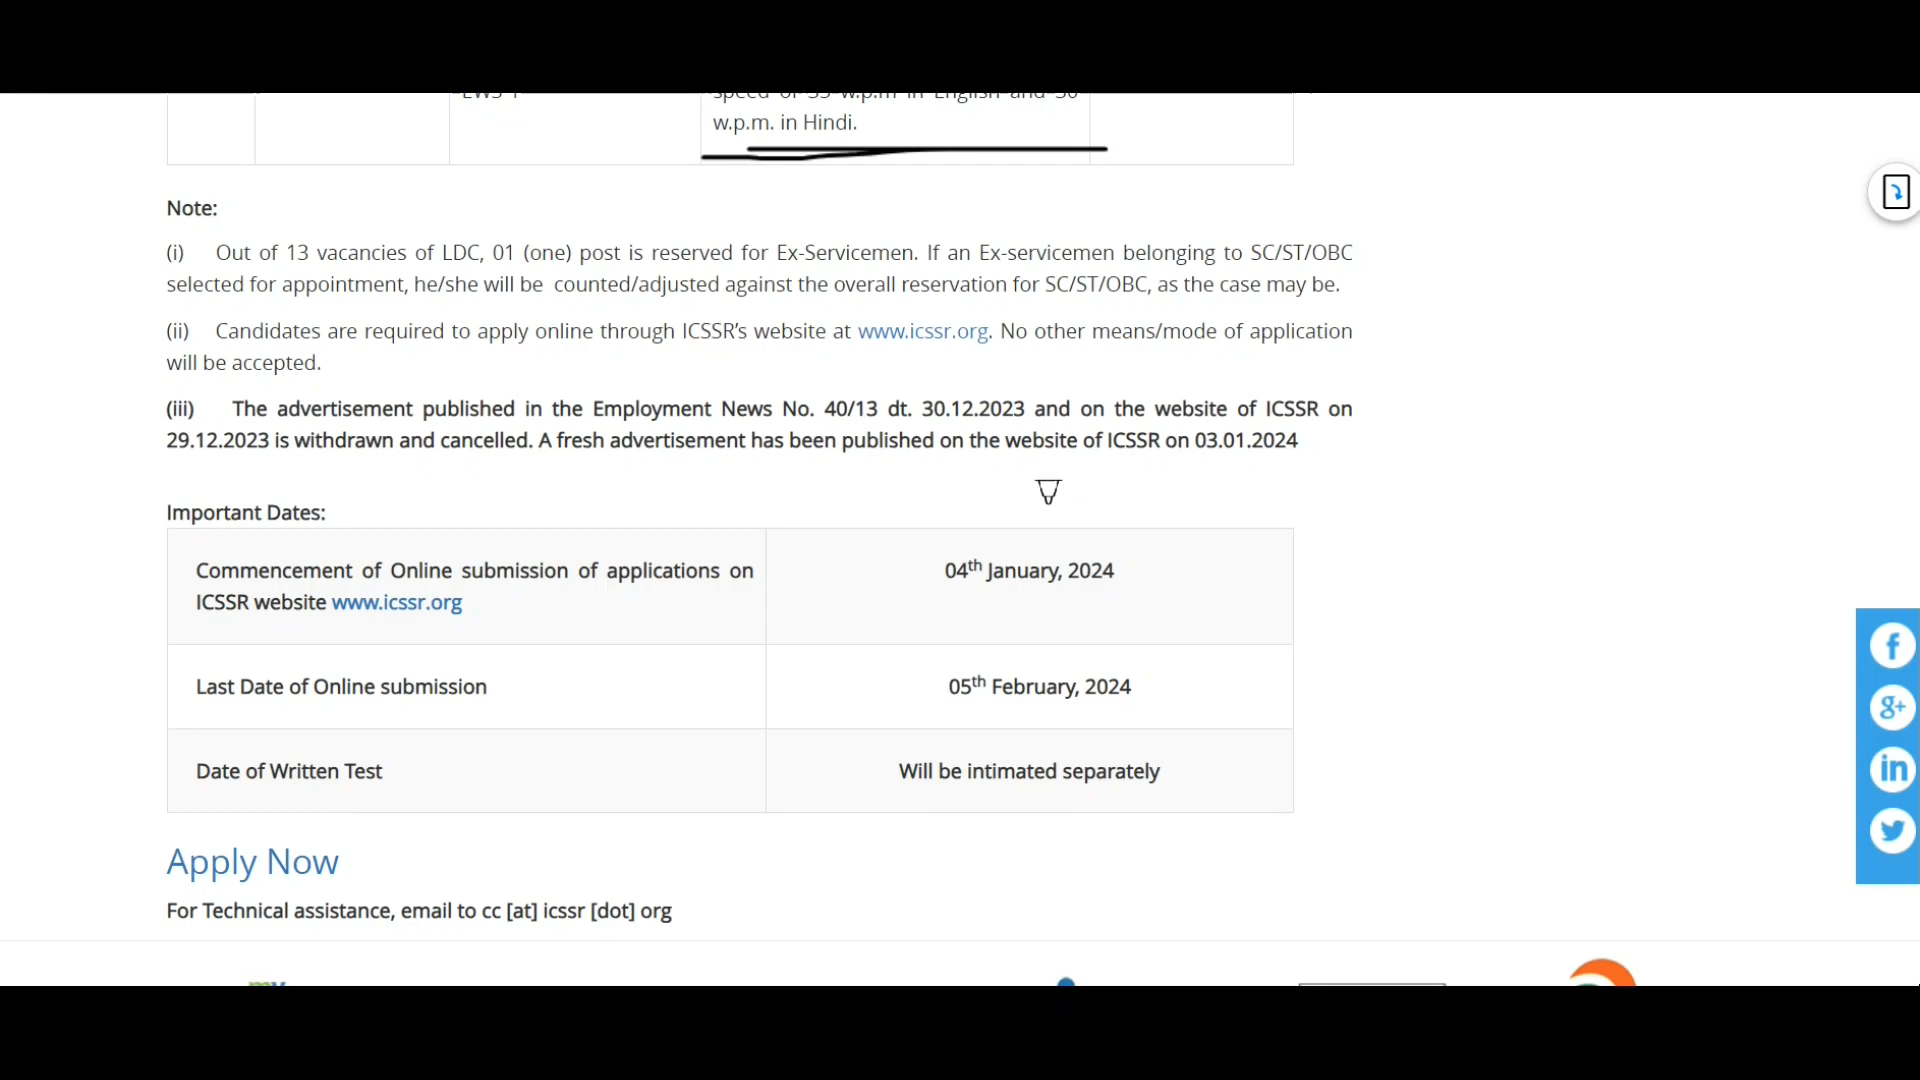 w.p.m. in Hindi.
Note:
(i) Out of 13 vacancies of LDC, 01 (one) post is reserved for Ex-Servicemen. If an Ex-servicemen belonging to SC/ST/OBC
selected for appointment, he/she will be counted/adjusted against the overall reservation for SC/ST/OBC, as the case may be.
(ii) Candidates are required to apply online through ICSSR’s website at www.icssr.org. No other means/mode of application
will be accepted.
(iii) The advertisement published in the Employment News No. 40/13 dt. 30.12.2023 and on the website of ICSSR on
29.12.2023 is withdrawn and cancelled. A fresh advertisement has been published on the website of ICSSR on 03.01.2024
Important Dates:
Commencement of Online submission of applications on
ICSSR website www.icssr.org
04th January, 2024
Last Date of Online submission
05th February, 2024
Date of Written Test
Will be intimated separately
Apply Now
For Technical assistance, email to cc [at] icssr [dot] org